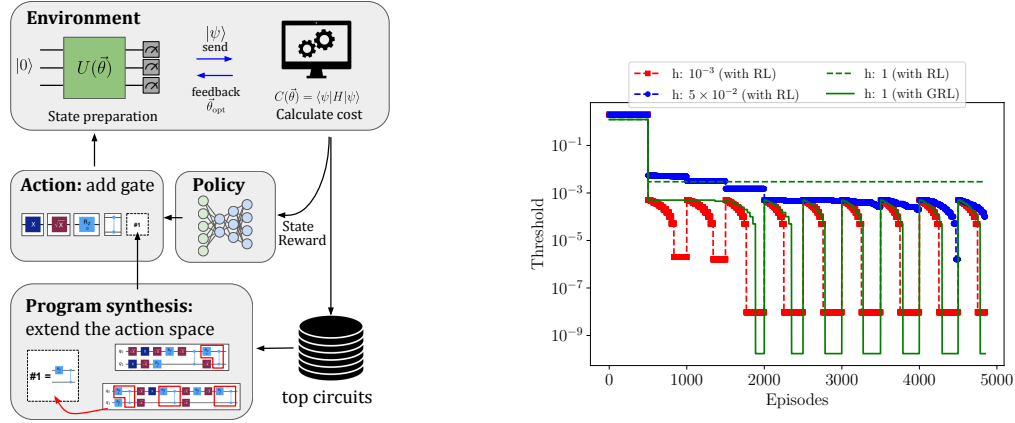 Environment
|0⟩
U(θ⃗)
State preparation
|ψ⟩
send
feedback
θ⃗opt
C(θ⃗) = ⟨ψ|H|ψ⟩
Calculate cost
Action: add gate
X
√X
#1
Policy
State
Reward
Program synthesis:
extend the action space
#1 =
top circuits
h: 10⁻³ (with RL)
h: 5 × 10⁻² (with RL)
h: 1 (with RL)
h: 1 (with GRL)
Threshold
10⁻¹
10⁻³
10⁻⁵
10⁻⁷
10⁻⁹
0 1000 2000 3000 4000 5000
Episodes